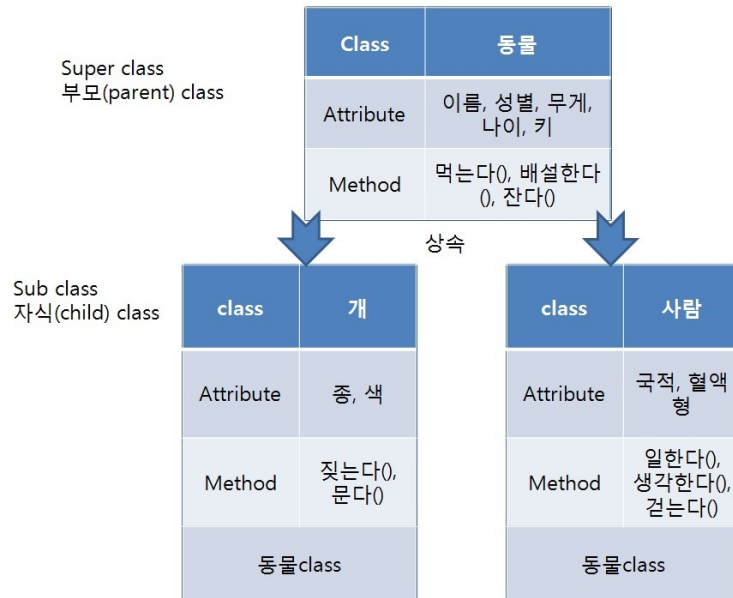 Super class
부모(parent) class
Class 동물
Attribute 이름, 성별, 무게,
나이, 키
Method 먹는다(), 배설한다
(), 잔다()
상속
Sub class
자식(child) class
class 개
Attribute 종, 색
Method 짖는다(),
문다()
동물class
class 사람
Attribute 국적, 혈액
형
Method 일한다(),
생각한다(),
걷는다()
동물class